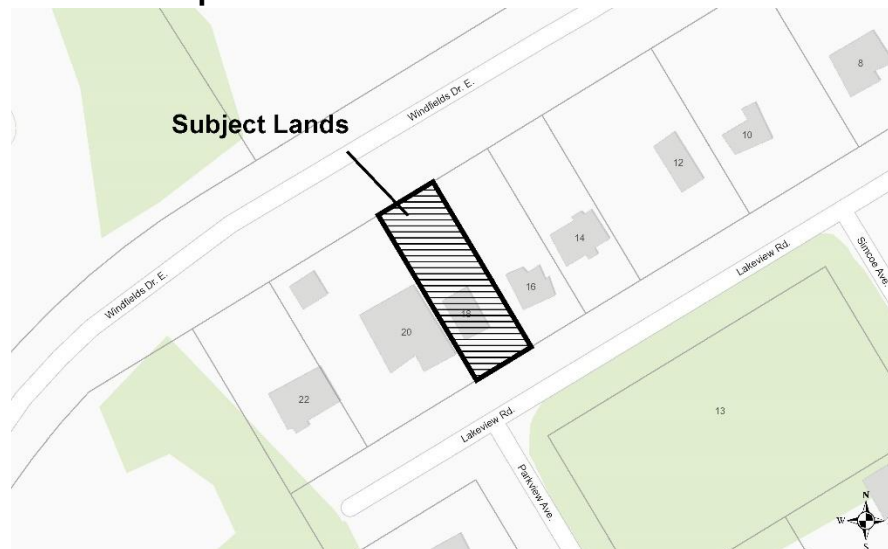 Windfields Dr. E.
8
Subject Lands
10
12
14
Lakeview Rd.
Simcoe Ave.
16
Windfields Dr. E.
18
20
22
13
Lakeview Rd.
Parkview Ave.
N
W
S